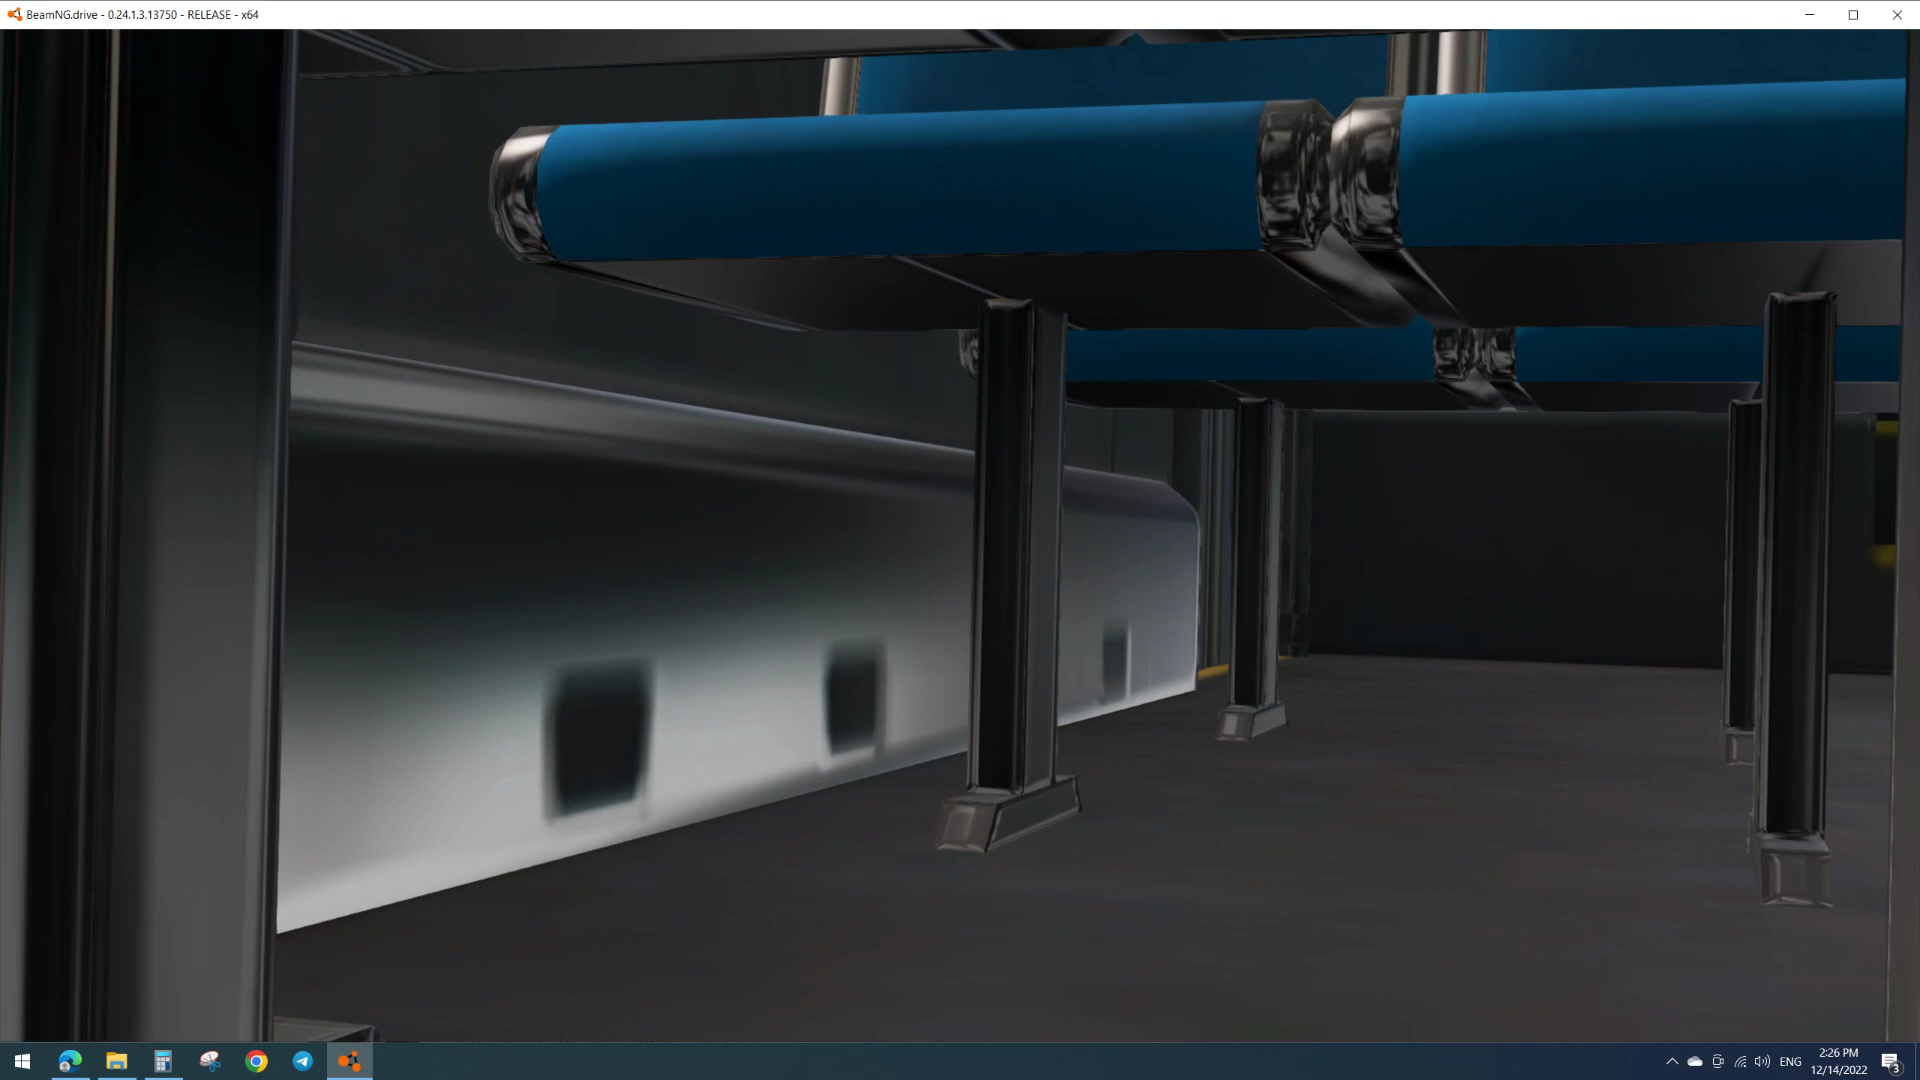 BeamNG.drive - 0.24.1.3.13750 - RELEASE - x64
ENG
2:26 PM
12/14/2022
3